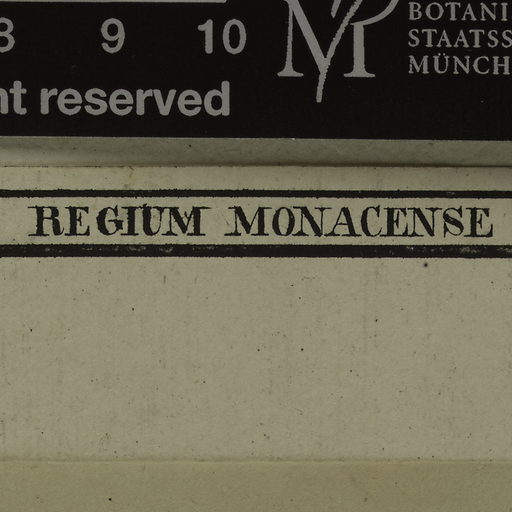 8 9 10
BOTANI
STAATSS
MÜNCH
nt reserved
REGIUM MONACENSE